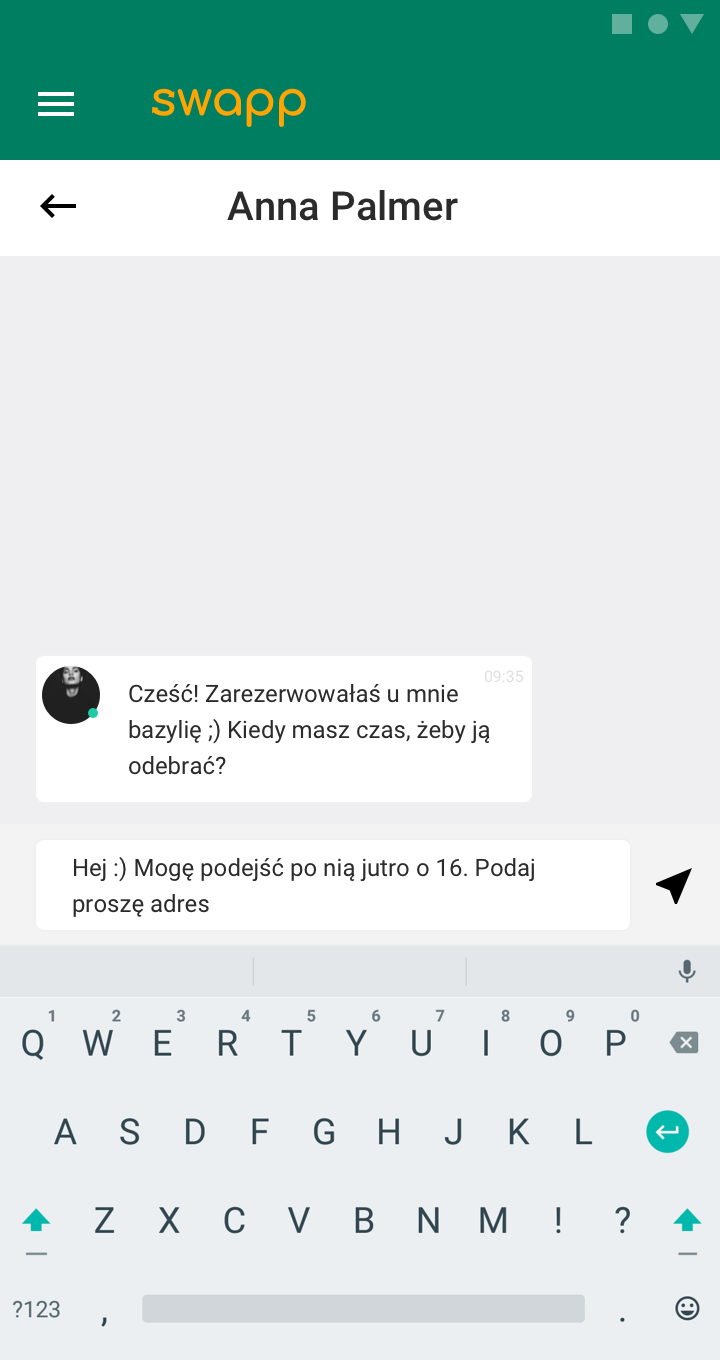 swapp
Anna Palmer
09:35
Cześć! Zarezerwowałaś u mnie
bazylię ;) Kiedy masz czas, żeby ją
odebrać?
Hej :) Mogę podejść po nią jutro o 16. Podaj
proszę adres
1 2 3 4 5 6 7 8 9 0
Q W E R T Y U I O P
A S D F G H J K L
Z X C V B N M ! ?
?123 , .